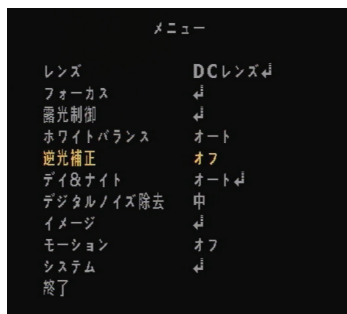 メニュー
レンズ DCレンズ↲
フォーカス ↲
露光制御 ↲
ホワイトバランス オート
逆光補正 オフ
デイ&ナイト オート↲
デジタルノイズ除去 中
イメージ ↲
モーション オフ
システム ↲
終了